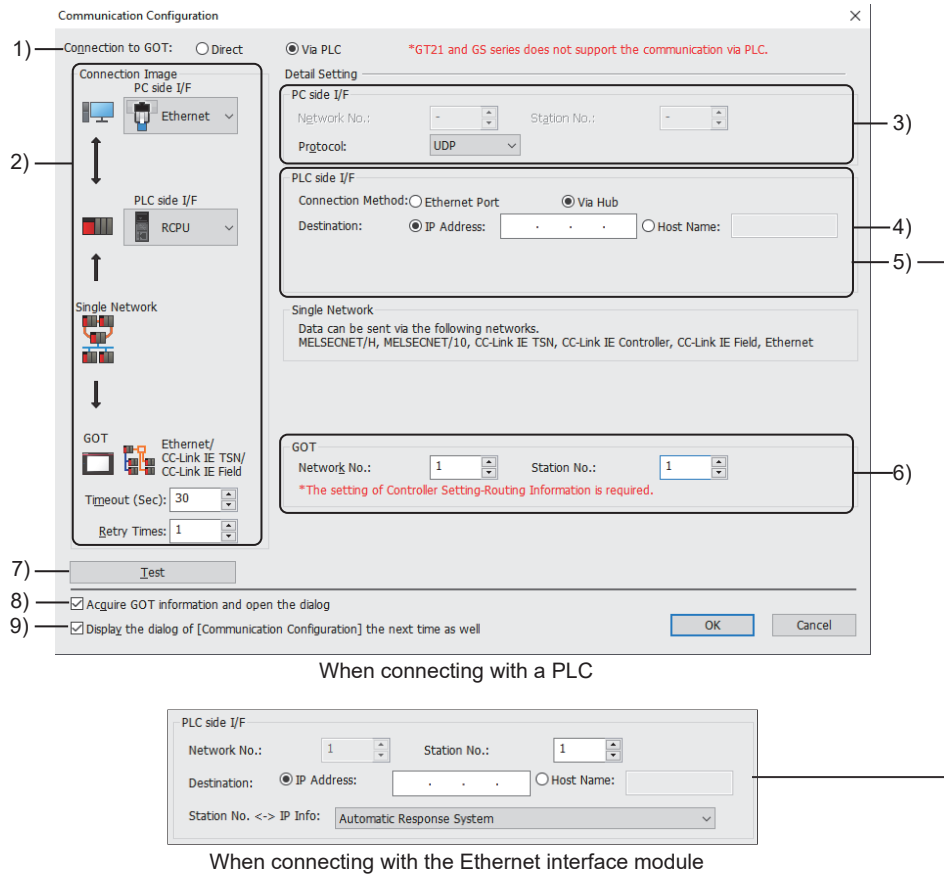 Communication Configuration
1)
Connection to GOT: Direct Via PLC *GT21 and GS series does not support the communication via PLC.
2)
Connection Image
PC side I/F
Ethernet
PLC side I/F
RCPU
Single Network
GOT
Ethernet/
CC-Link IE TSN/
CC-Link IE Field
Timeout (Sec): 30
Retry Times: 1
Detail Setting
PC side I/F
Network No.: - Station No.: -
Protocol: UDP
3)
PLC side I/F
Connection Method: Ethernet Port Via Hub
Destination: IP Address: . . . Host Name:
4)
5)
Single Network
Data can be sent via the following networks.
MELSECNET/H, MELSECNET/10, CC-Link IE TSN, CC-Link IE Controller, CC-Link IE Field, Ethernet
GOT
Network No.: 1 Station No.: 1
*The setting of Controller Setting-Routing Information is required.
6)
7)
Test
8)
Acquire GOT information and open the dialog
9)
Display the dialog of [Communication Configuration] the next time as well
OK Cancel
When connecting with a PLC
PLC side I/F
Network No.: 1 Station No.: 1
Destination: IP Address: . . . Host Name:
Station No. <-> IP Info: Automatic Response System
When connecting with the Ethernet interface module